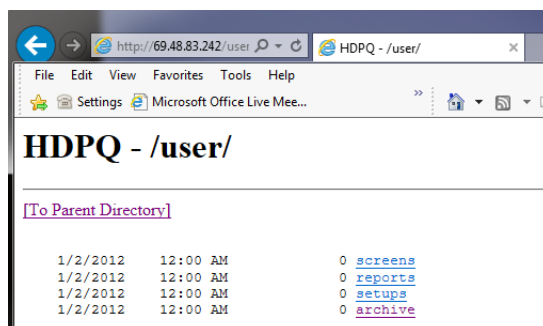 http://69.48.83.242/user
HDPQ - /user/
File Edit View Favorites Tools Help
Settings Microsoft Office Live Mee...
HDPQ - /user/
[To Parent Directory]
1/2/2012 12:00 AM 0 screens
1/2/2012 12:00 AM 0 reports
1/2/2012 12:00 AM 0 setups
1/2/2012 12:00 AM 0 archive